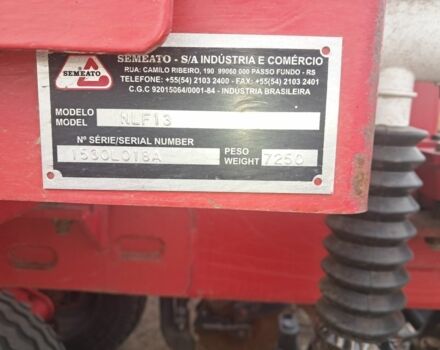 SEMEATO
SEMEATO - S/A INDÚSTRIA E COMÉRCIO
RUA: CAMILO RIBEIRO, 190 99060 000 PASSO FUNDO - RS
TELEFONE: +55(54) 2103 2400 - FAX: +55(54) 2103 2401
C.G.C 92015064/0001-84 - INDÚSTRIA BRASILEIRA
MODELO
MODEL
NLF13
Nº SÉRIE/SERIAL NUMBER
1530L018A
PESO
WEIGHT
7250